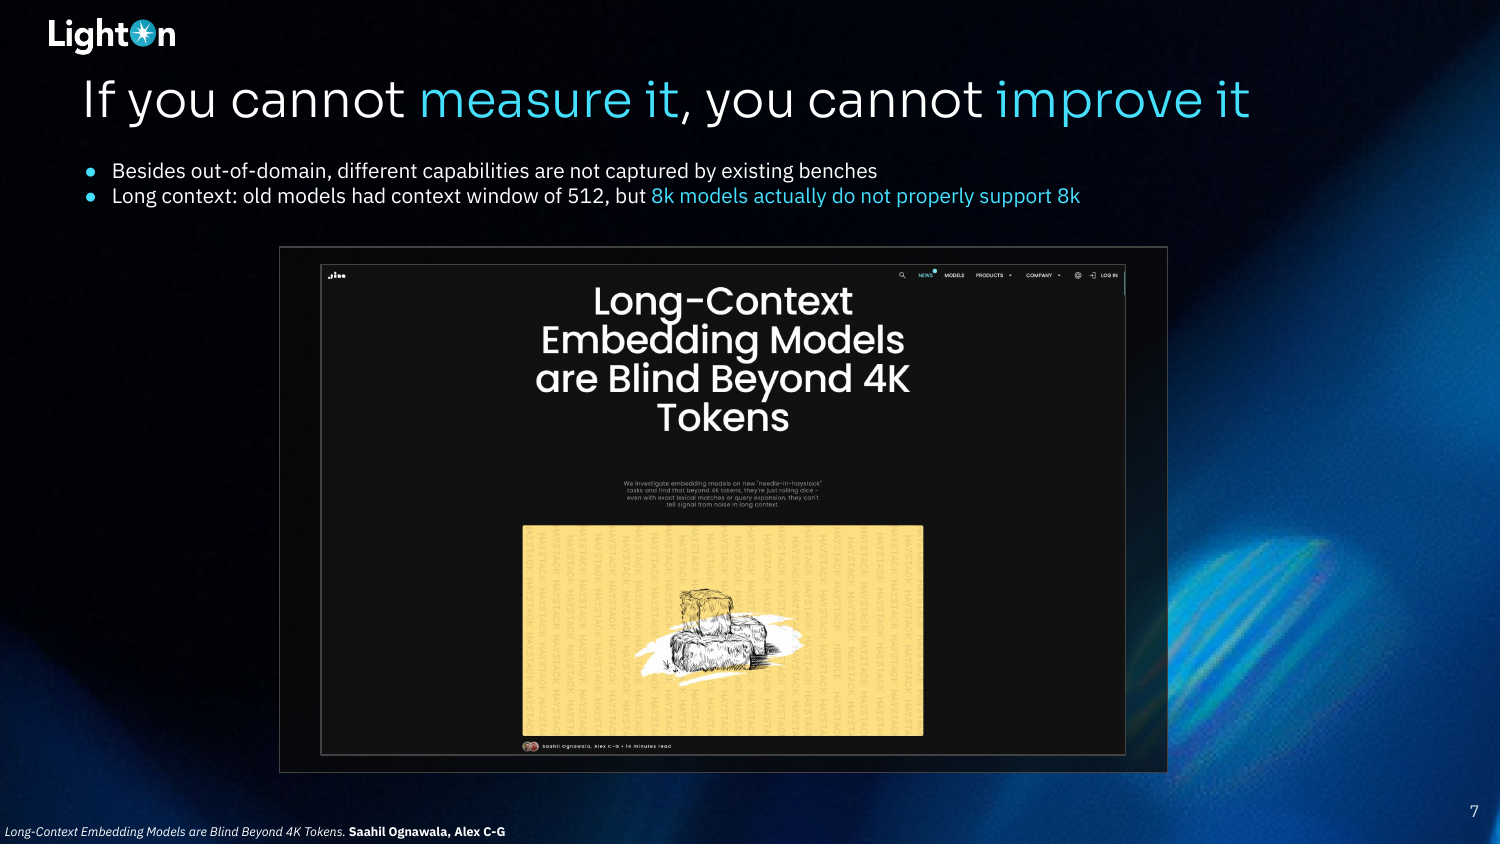 LightOn
If you cannot measure it, you cannot improve it
● Besides out-of-domain, different capabilities are not captured by existing benches
● Long context: old models had context window of 512, but 8k models actually do not properly support 8k
Jina
NEWS MODELS PRODUCTS COMPANY LOG IN
Long-Context
Embedding Models
are Blind Beyond 4K
Tokens
We investigate embedding models on new "needle-in-haystack"
tasks and find that beyond 4K tokens, they're just rolling dice -
even with exact lexical matches or query expansion, they can't
tell signal from noise in long context.
Saahil Ognawala, Alex C-G • 14 minutes read
7
Long-Context Embedding Models are Blind Beyond 4K Tokens. Saahil Ognawala, Alex C-G